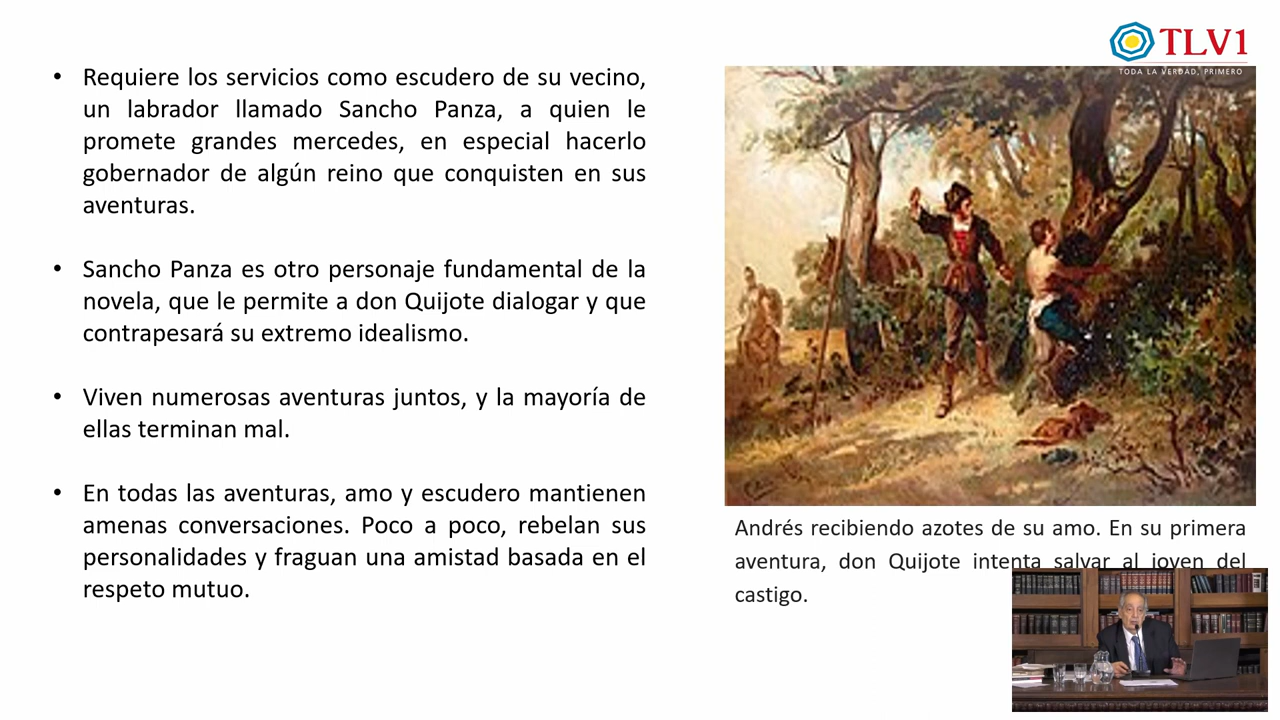 TLV1
TODA LA VERDAD, PRIMERO
• Requiere los servicios como escudero de su vecino,
un labrador llamado Sancho Panza, a quien le
promete grandes mercedes, en especial hacerlo
gobernador de algún reino que conquisten en sus
aventuras.
• Sancho Panza es otro personaje fundamental de la
novela, que le permite a don Quijote dialogar y que
contrapesará su extremo idealismo.
• Viven numerosas aventuras juntos, y la mayoría de
ellas terminan mal.
• En todas las aventuras, amo y escudero mantienen
amenas conversaciones. Poco a poco, rebelan sus
personalidades y fraguan una amistad basada en el
respeto mutuo.
Andrés recibiendo azotes de su amo. En su primera
aventura, don Quijote intenta salvar al joven del
castigo.